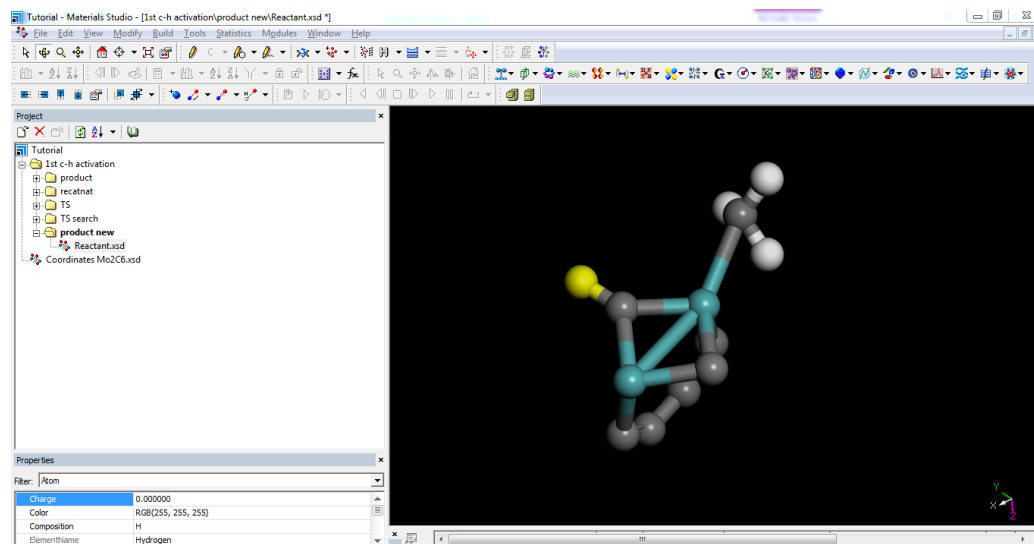 Tutorial - Materials Studio - [1st c-h activation\product new\Reactant.xsd *]
File Edit View Modify Build Tools Statistics Modules Window Help
Project
Tutorial
1st c-h activation
product
recatnat
TS
TS search
product new
Reactant.xsd
Coordinates Mo2C6.xsd
Properties
Filter: Atom
Charge 0.000000
Color RGB(255, 255, 255)
Composition H
ElementName Hydrogen
Y
X
Z